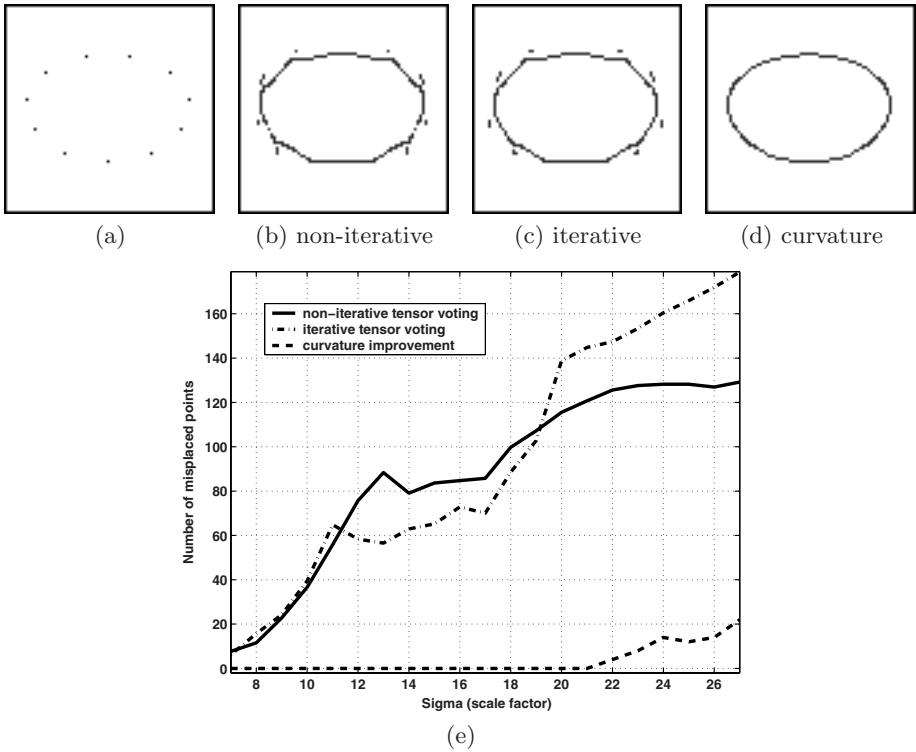 (a)
(b) non-iterative
(c) iterative
(d) curvature
non-iterative tensor voting
iterative tensor voting
curvature improvement
Number of misplaced points
160
140
120
100
80
60
40
20
0
8 10 12 14 16 18 20 22 24 26
Sigma (scale factor)
(e)